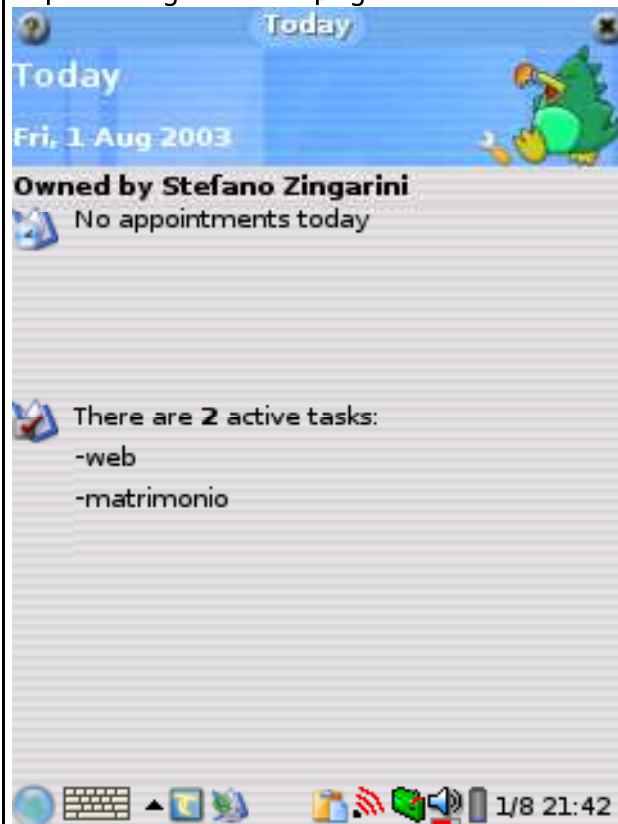 Today
Today
Fri, 1 Aug 2003
Owned by Stefano Zingarini
No appointments today
There are 2 active tasks:
-web
-matrimonio
1/8 21:42